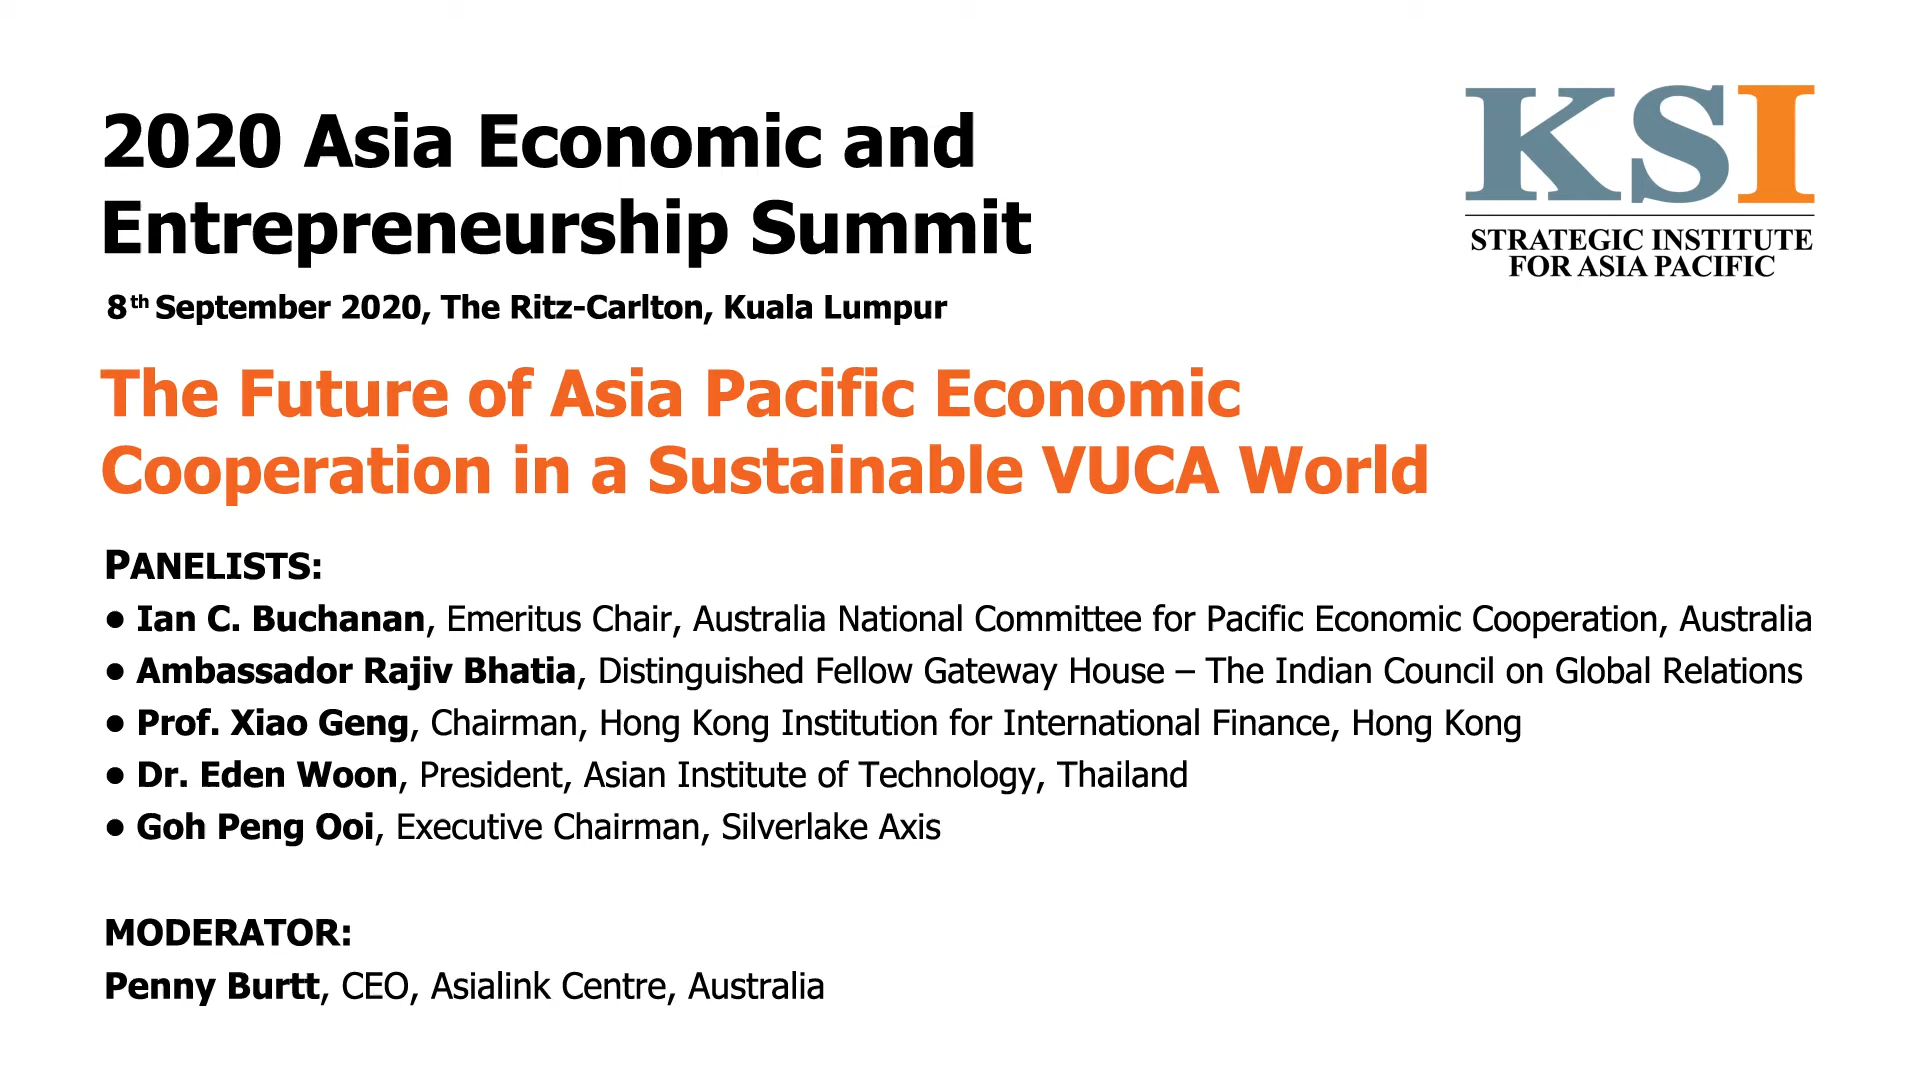 2020 Asia Economic and
Entrepreneurship Summit
8th September 2020, The Ritz-Carlton, Kuala Lumpur
KSI
STRATEGIC INSTITUTE
FOR ASIA PACIFIC
The Future of Asia Pacific Economic
Cooperation in a Sustainable VUCA World
PANELISTS:
● Ian C. Buchanan, Emeritus Chair, Australia National Committee for Pacific Economic Cooperation, Australia
● Ambassador Rajiv Bhatia, Distinguished Fellow Gateway House – The Indian Council on Global Relations
● Prof. Xiao Geng, Chairman, Hong Kong Institution for International Finance, Hong Kong
● Dr. Eden Woon, President, Asian Institute of Technology, Thailand
● Goh Peng Ooi, Executive Chairman, Silverlake Axis
MODERATOR:
Penny Burtt, CEO, Asialink Centre, Australia